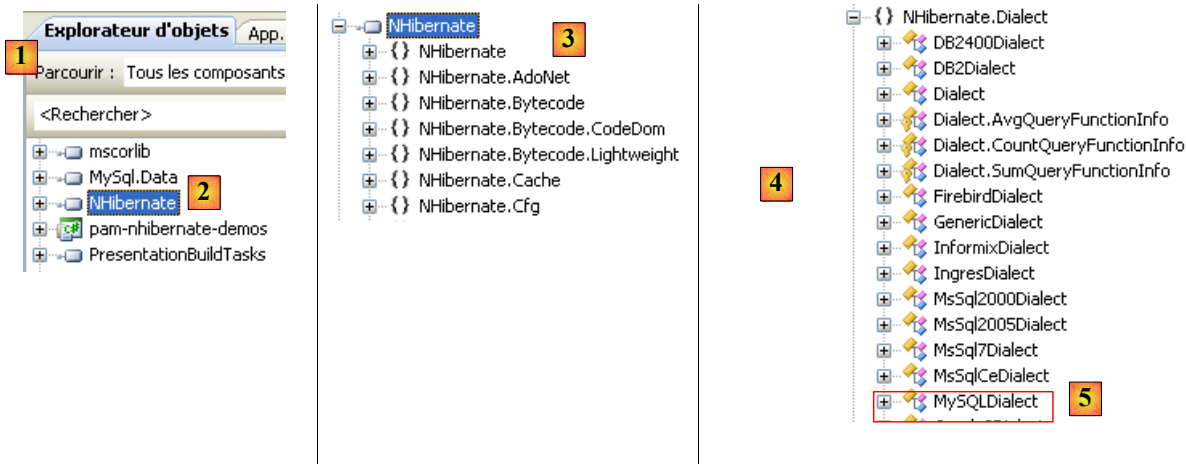 Explorateur d'objets App.
1
Parcourir : Tous les composants
<Rechercher>
mscorlib
MySql.Data
2
NHibernate
pam-nhibernate-demos
PresentationBuildTasks
NHibernate
3
NHibernate
NHibernate.AdoNet
NHibernate.Bytecode
NHibernate.Bytecode.CodeDom
NHibernate.Bytecode.Lightweight
NHibernate.Cache
NHibernate.Cfg
4
{} NHibernate.Dialect
DB2400Dialect
DB2Dialect
Dialect
Dialect.AvgQueryFunctionInfo
Dialect.CountQueryFunctionInfo
Dialect.SumQueryFunctionInfo
FirebirdDialect
GenericDialect
InformixDialect
IngresDialect
MsSql2000Dialect
MsSql2005Dialect
MsSql7Dialect
MsSqlCeDialect
MySQLDialect
5